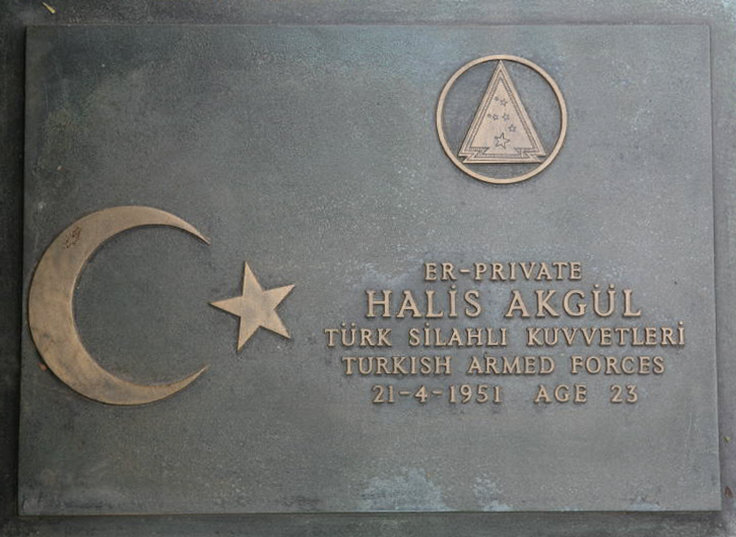 ER-PRIVATE
HALİS AKGÜL
TÜRK SİLAHLI KUVVETLERİ
TURKISH ARMED FORCES
21-4-1951 AGE 23